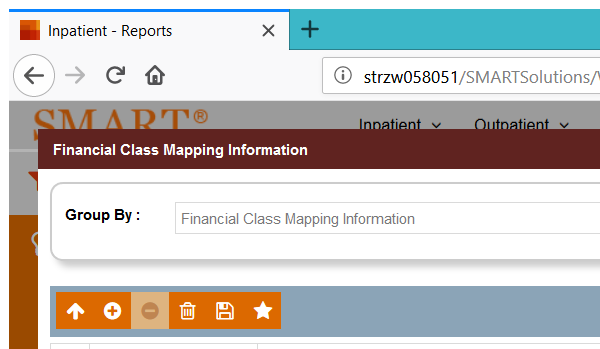 Inpatient - Reports
strzw058051/SMARTSolutions/
SMART®
Inpatient Outpatient
Financial Class Mapping Information
Group By :
Financial Class Mapping Information